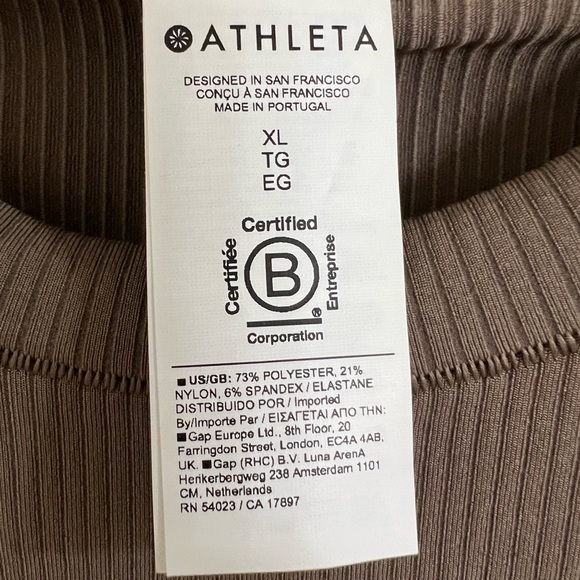 ATHLETA
DESIGNED IN SAN FRANCISCO
CONÇU À SAN FRANCISCO
MADE IN PORTUGAL
XL
TG
EG
Certified
Certifiée
B
Entreprise
®
Corporation
■ US/GB: 73% POLYESTER, 21%
NYLON, 6% SPANDEX / ELASTANE
DISTRIBUIDO POR / Imported
By/Importe Par / ΕΙΣΑΓΕΤΑΙ ΑΠΟ ΤΗΝ:
■Gap Europe Ltd., 8th Floor, 20
Farringdon Street, London, EC4A 4AB,
UK. ■Gap (RHC) B.V. Luna ArenA
Herikerbergweg 238 Amsterdam 1101
CM, Netherlands
RN 54023 / CA 17897